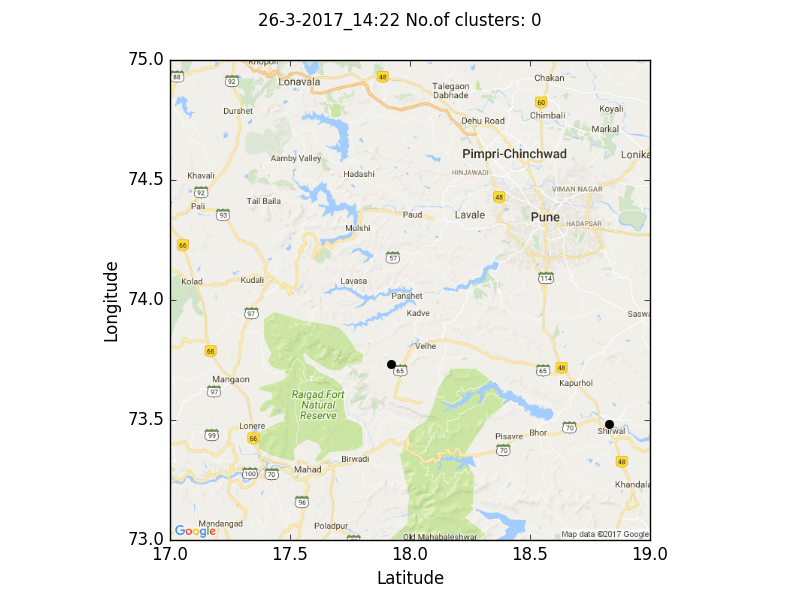 26-3-2017_14:22 No.of clusters: 0
75.0
74.5
74.0
73.5
73.0
Longitude
17.0
17.5
18.0
18.5
19.0
Latitude
Khopoli
88
92
Lonavala
48
Talegaon
Dabhade
Chakan
60
Durshet
Dehu Road
Chimbali
Koyali
Markal
Aamby Valley
Pimpri-Chinchwad
Lonika
Khavali
Hadashi
HINJAWADI
92
VIMAN NAGAR
48
Pali
Tail Baila
93
Paud
Lavale
Pune
HADAPSAR
Mulshi
66
57
Kolad
Kudali
Lavasa
114
Panshet
97
Kadve
Sasw
66
Velhe
65
65
48
Mangaon
97
Kapurhol
Raigad Fort
Natural
Reserve
Lonere
99
66
Pisavre
Bhor
70
Shirwal
70
Birwadi
48
Mahad
100
70
Khandala
96
Mandangad
Poladpur
Old Mahabaleshwar
Google
Map data ©2017 Google